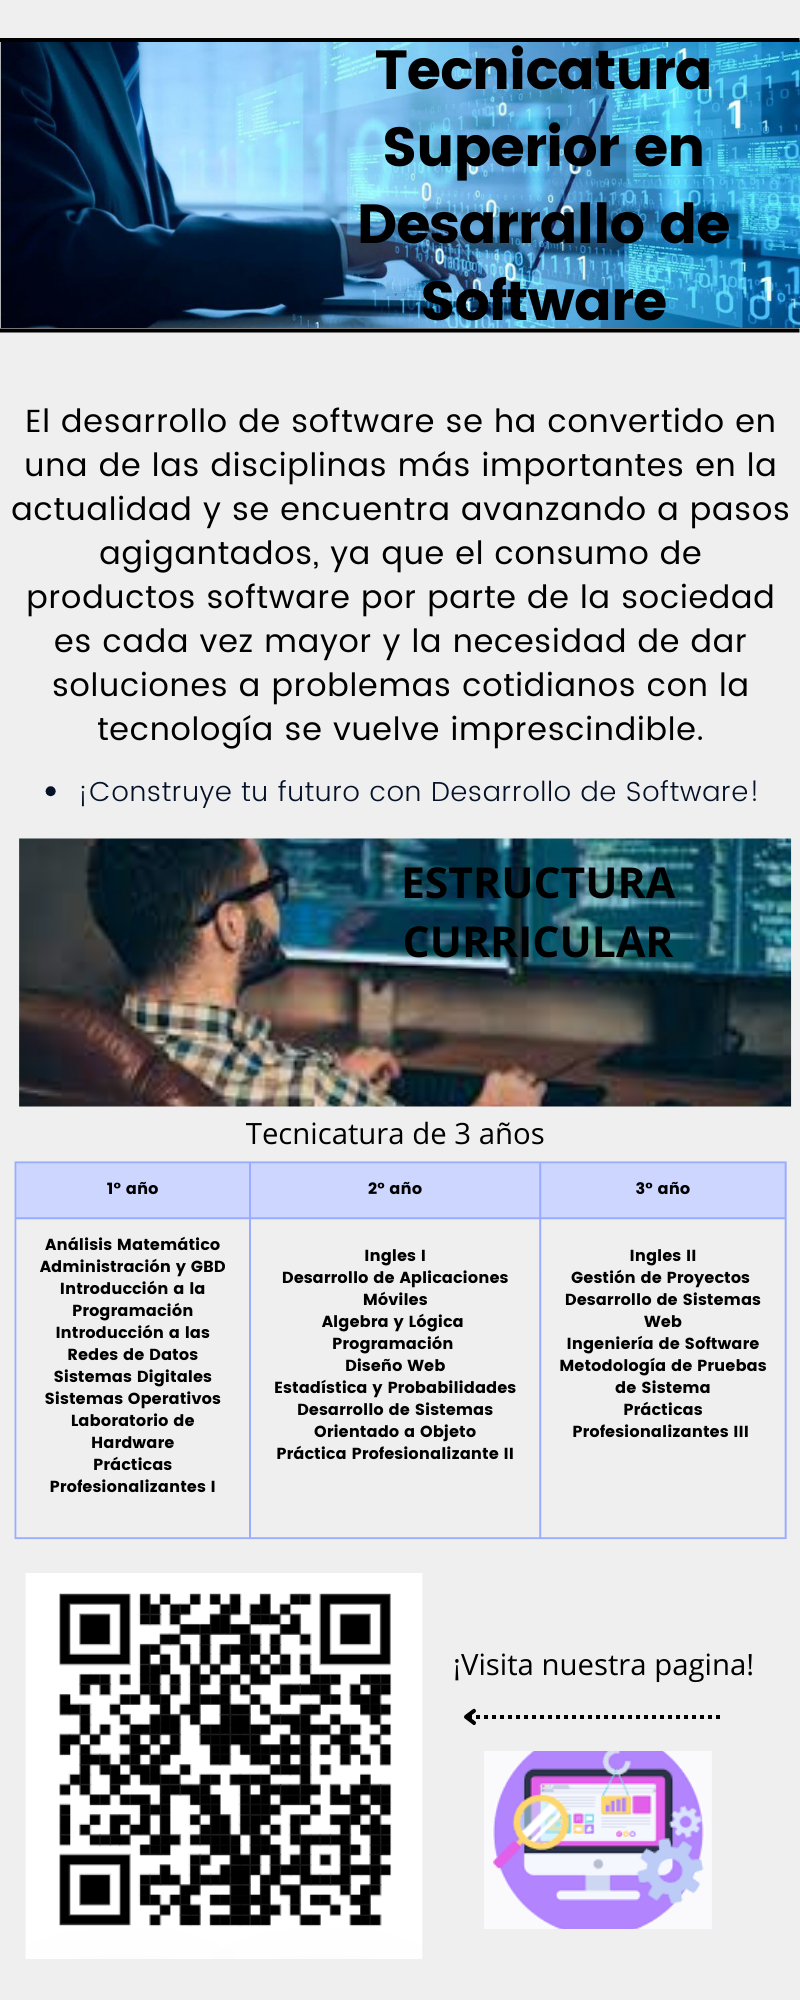 Tecnicatura
Superior en
Desarrallo de
Software
El desarrollo de software se ha convertido en
una de las disciplinas más importantes en la
actualidad y se encuentra avanzando a pasos
agigantados, ya que el consumo de
productos software por parte de la sociedad
es cada vez mayor y la necesidad de dar
soluciones a problemas cotidianos con la
tecnología se vuelve imprescindible.
• ¡Construye tu futuro con Desarrollo de Software!
ESTRUCTURA
CURRICULAR
Tecnicatura de 3 años
1° año
Análisis Matemático
Administración y GBD
Introducción a la
Programación
Introducción a las
Redes de Datos
Sistemas Digitales
Sistemas Operativos
Laboratorio de
Hardware
Prácticas
Profesionalizantes I
2° año
Ingles I
Desarrollo de Aplicaciones
Móviles
Algebra y Lógica
Programación
Diseño Web
Estadística y Probabilidades
Desarrollo de Sistemas
Orientado a Objeto
Práctica Profesionalizante II
3° año
Ingles II
Gestión de Proyectos
Desarrollo de Sistemas
Web
Ingeniería de Software
Metodología de Pruebas
de Sistema
Prácticas
Profesionalizantes III
¡Visita nuestra pagina!